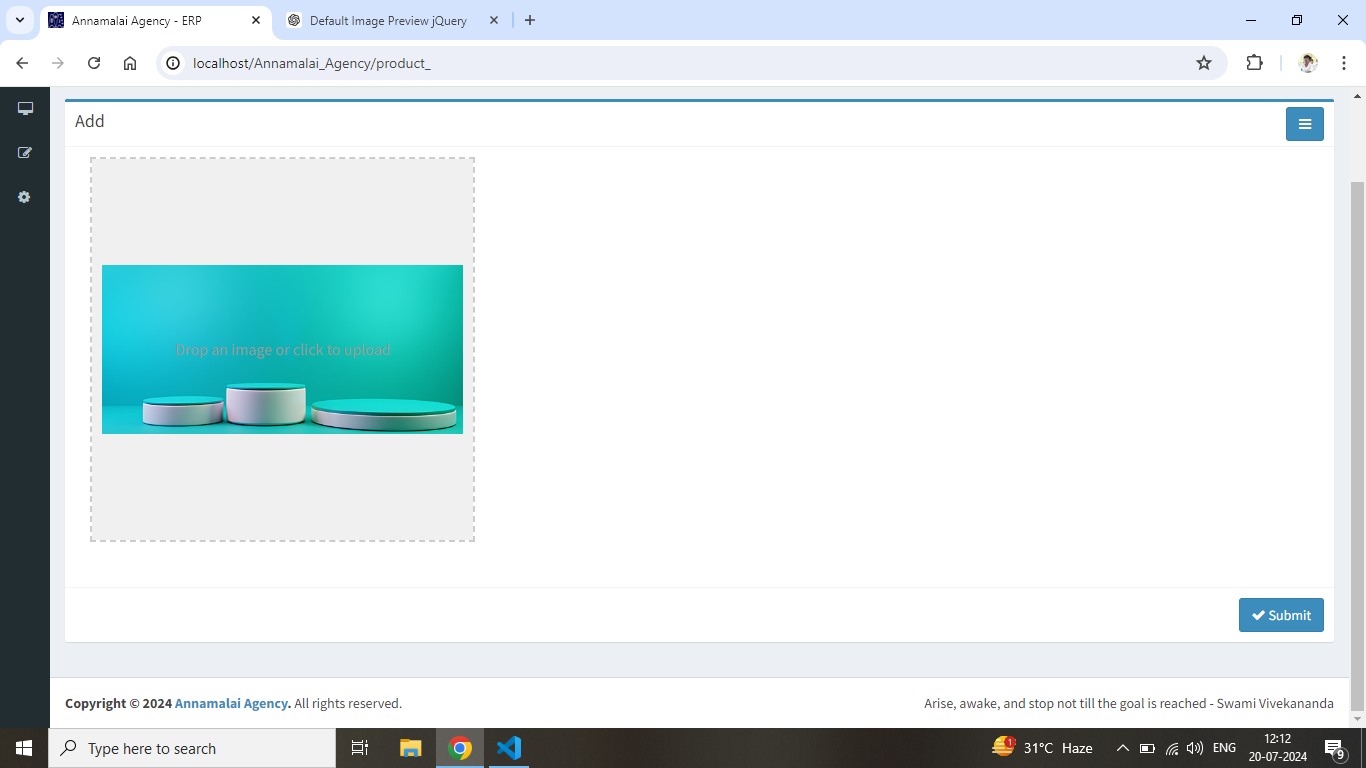 Annamalai Agency - ERP
Default Image Preview jQuery
localhost/Annamalai_Agency/product_
Add
Drop an image or click to upload
Submit
Copyright © 2024 Annamalai Agency. All rights reserved.
Arise, awake, and stop not till the goal is reached - Swami Vivekananda
Type here to search
1
31°C Haze
ENG
12:12
20-07-2024
9